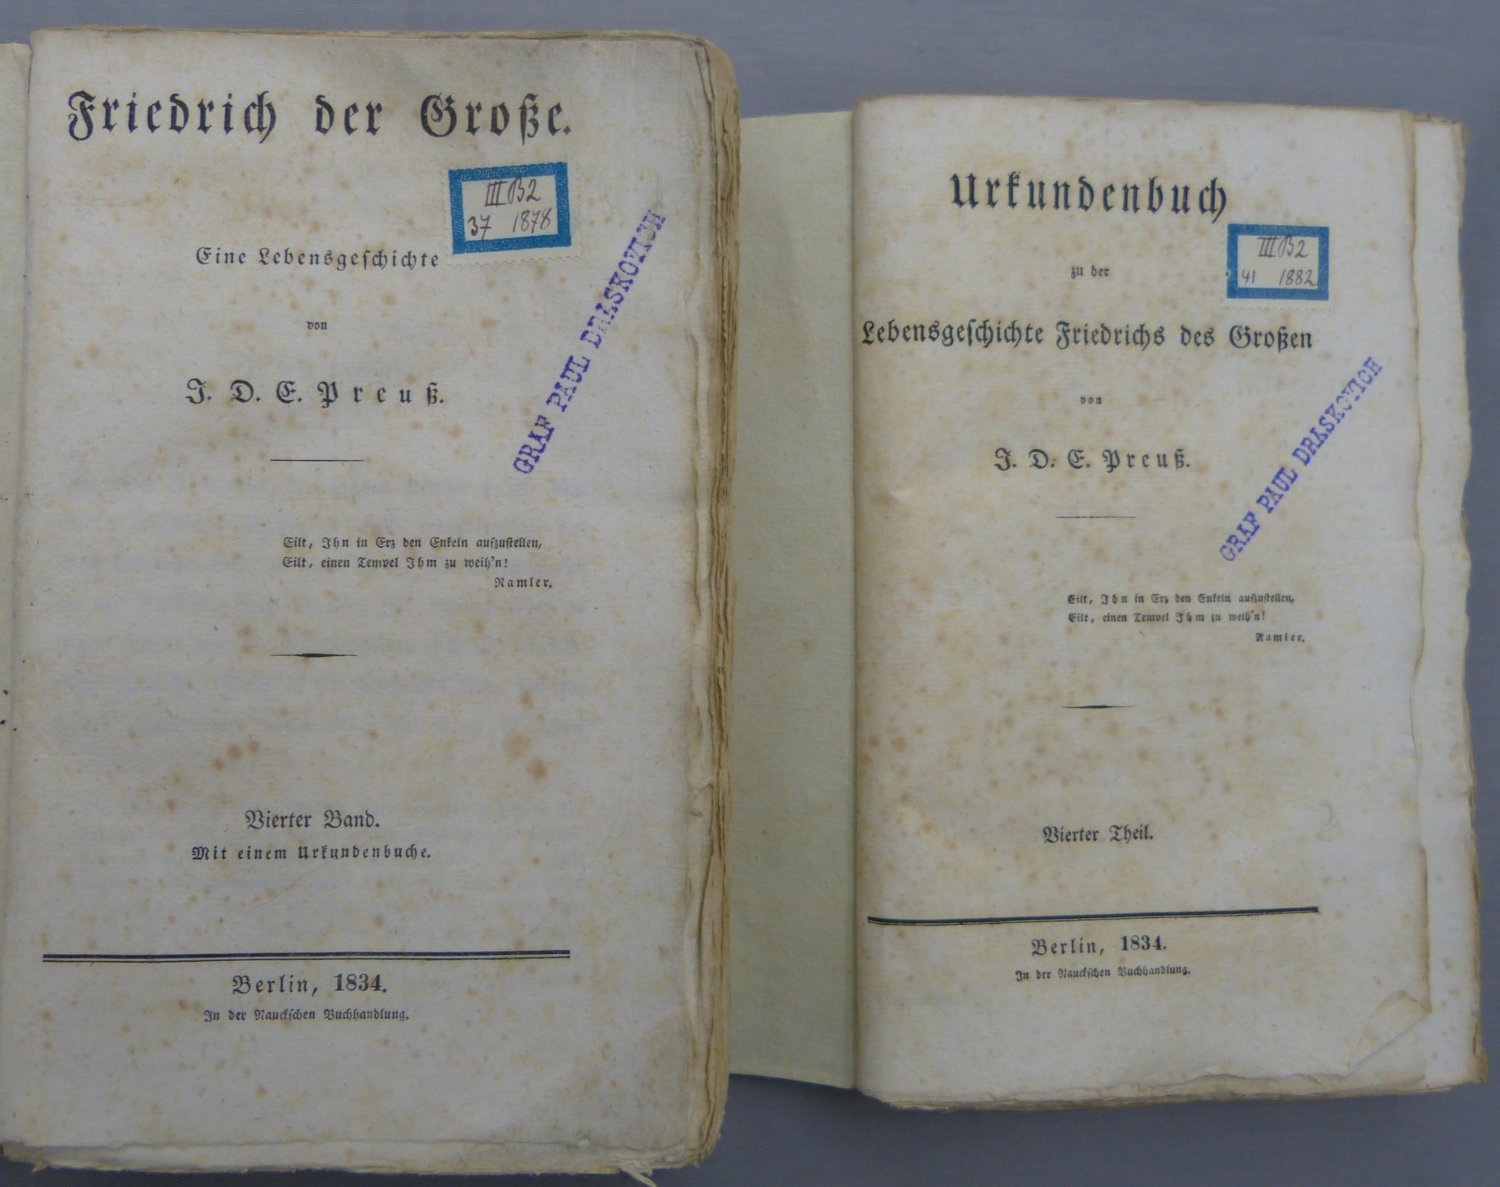 Friedrich der Große.
III B2
37 1878
Eine Lebensgeſchichte
von
J. D. E. Preuß.
GRAF PAUL DRASKOVICH
Eilt, Ihn in Erz den Enkeln aufzuſtellen,
Eilt, einen Tempel Ihm zu weih'n!
Ramler.
Vierter Band.
Mit einem Urkundenbuche.
Berlin, 1834.
In der Nauckſchen Buchhandlung.
Urkundenbuch
III B2
41 1882
zu der
Lebensgeſchichte Friedrichs des Großen
von
J. D. E. Preuß.
GRAF PAUL DRASKOVICH
Eilt, Ihn in Erz den Enkeln aufzuſtellen,
Eilt, einen Tempel Ihm zu weih'n!
Ramler.
Vierter Theil.
Berlin, 1834.
In der Nauckſchen Buchhandlung.